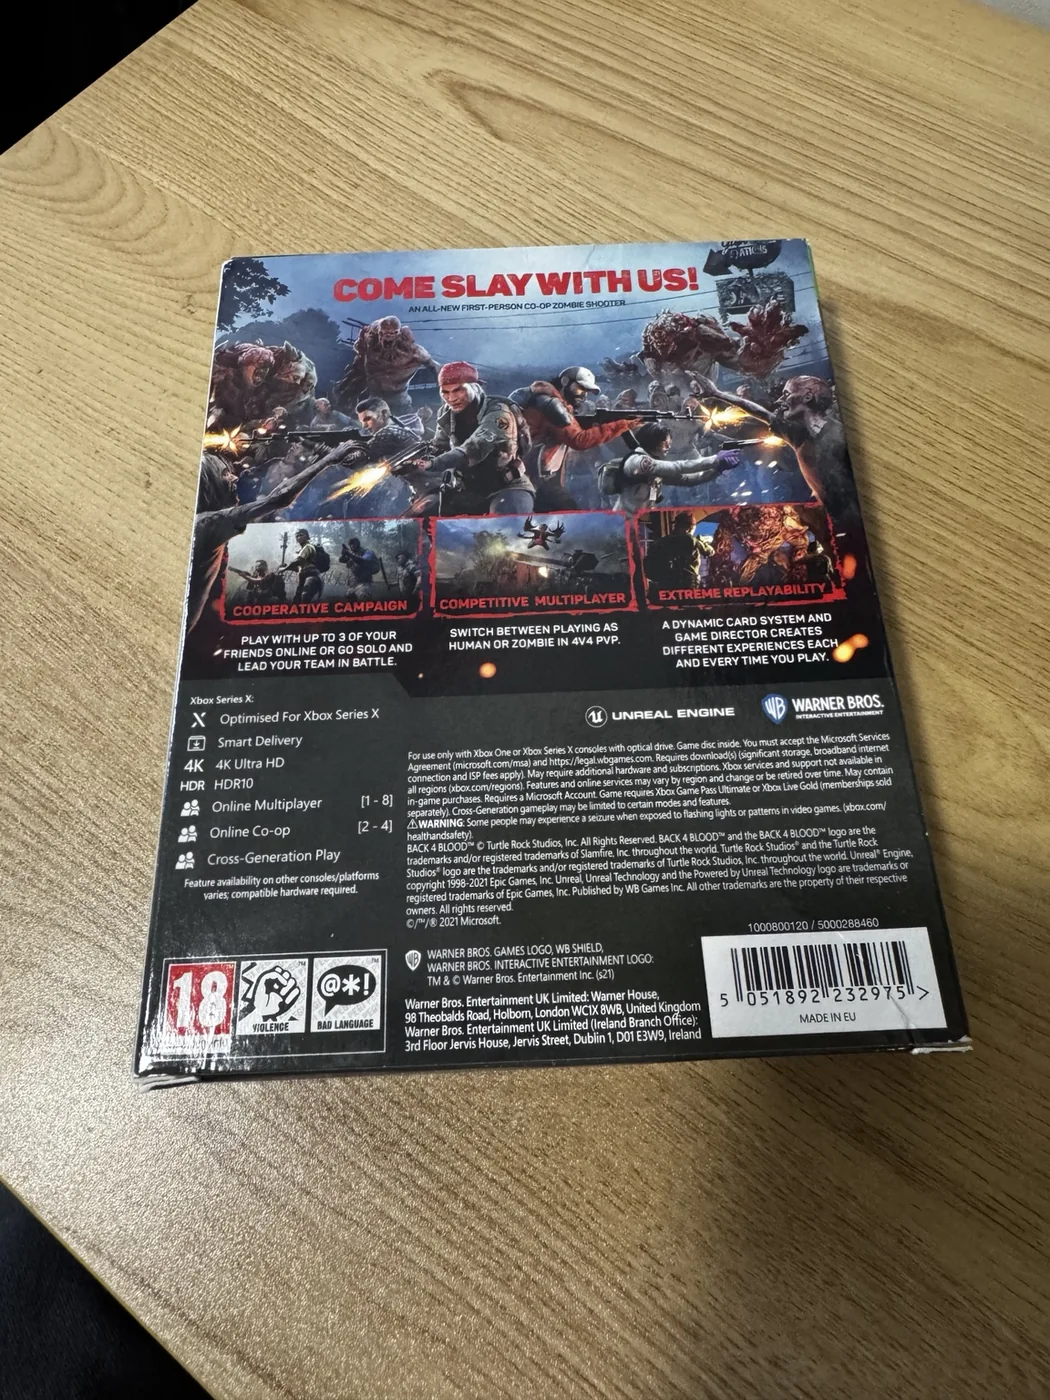 COME SLAY WITH US!
AN ALL-NEW FIRST-PERSON CO-OP ZOMBIE SHOOTER
COOPERATIVE CAMPAIGN
PLAY WITH UP TO 3 OF YOUR
FRIENDS ONLINE OR GO SOLO AND
LEAD YOUR TEAM IN BATTLE.
COMPETITIVE MULTIPLAYER
SWITCH BETWEEN PLAYING AS
HUMAN OR ZOMBIE IN 4V4 PVP.
EXTREME REPLAYABILITY
A DYNAMIC CARD SYSTEM AND
GAME DIRECTOR CREATES
DIFFERENT EXPERIENCES EACH
AND EVERY TIME YOU PLAY.
Xbox Series X:
X Optimised For Xbox Series X
Smart Delivery
4K 4K Ultra HD
HDR HDR10
Online Multiplayer [1 - 8]
Online Co-op [2 - 4]
Cross-Generation Play
Feature availability on other consoles/platforms
varies; compatible hardware required.
UNREAL ENGINE
WB WARNER BROS.
INTERACTIVE ENTERTAINMENT
For use only with Xbox One or Xbox Series X consoles with optical drive. Game disc inside. You must accept the Microsoft Services
Agreement (microsoft.com/msa) and https://legal.wbgames.com. Requires download(s) (significant storage, broadband internet
connection and ISP fees apply). May require additional hardware and subscriptions. Xbox services and support not available in
all regions (xbox.com/regions). Features and online services may vary by region and change or be retired over time. May contain
in-game purchases. Requires a Microsoft Account. Game requires Xbox Game Pass Ultimate or Xbox Live Gold (memberships sold
separately). Cross-Generation gameplay may be limited to certain modes and features.
⚠WARNING: Some people may experience a seizure when exposed to flashing lights or patterns in video games. (xbox.com/
healthandsafety).
BACK 4 BLOOD™ © Turtle Rock Studios, Inc. All Rights Reserved. BACK 4 BLOOD™ and the BACK 4 BLOOD™ logo are the
trademarks and/or registered trademarks of Slamfire, Inc. throughout the world. Turtle Rock Studios® and the Turtle Rock
Studios® logo are the trademarks and/or registered trademarks of Turtle Rock Studios, Inc. throughout the world. Unreal® Engine,
copyright 1998-2021 Epic Games, Inc. Unreal, Unreal Technology and the Powered by Unreal Technology logo are trademarks or
registered trademarks of Epic Games, Inc. Published by WB Games Inc. All other trademarks are the property of their respective
owners. All rights reserved.
©/™/® 2021 Microsoft.
WARNER BROS. GAMES LOGO, WB SHIELD,
WARNER BROS. INTERACTIVE ENTERTAINMENT LOGO:
TM & © Warner Bros. Entertainment Inc. (s21)
Warner Bros. Entertainment UK Limited: Warner House,
98 Theobalds Road, Holborn, London WC1X 8WB, United Kingdom
Warner Bros. Entertainment UK Limited (Ireland Branch Office):
3rd Floor Jervis House, Jervis Street, Dublin 1, D01 E3W9, Ireland
18
VIOLENCE
@*!
BAD LANGUAGE
1000800120 / 5000288460
5 051892 232975 >
MADE IN EU